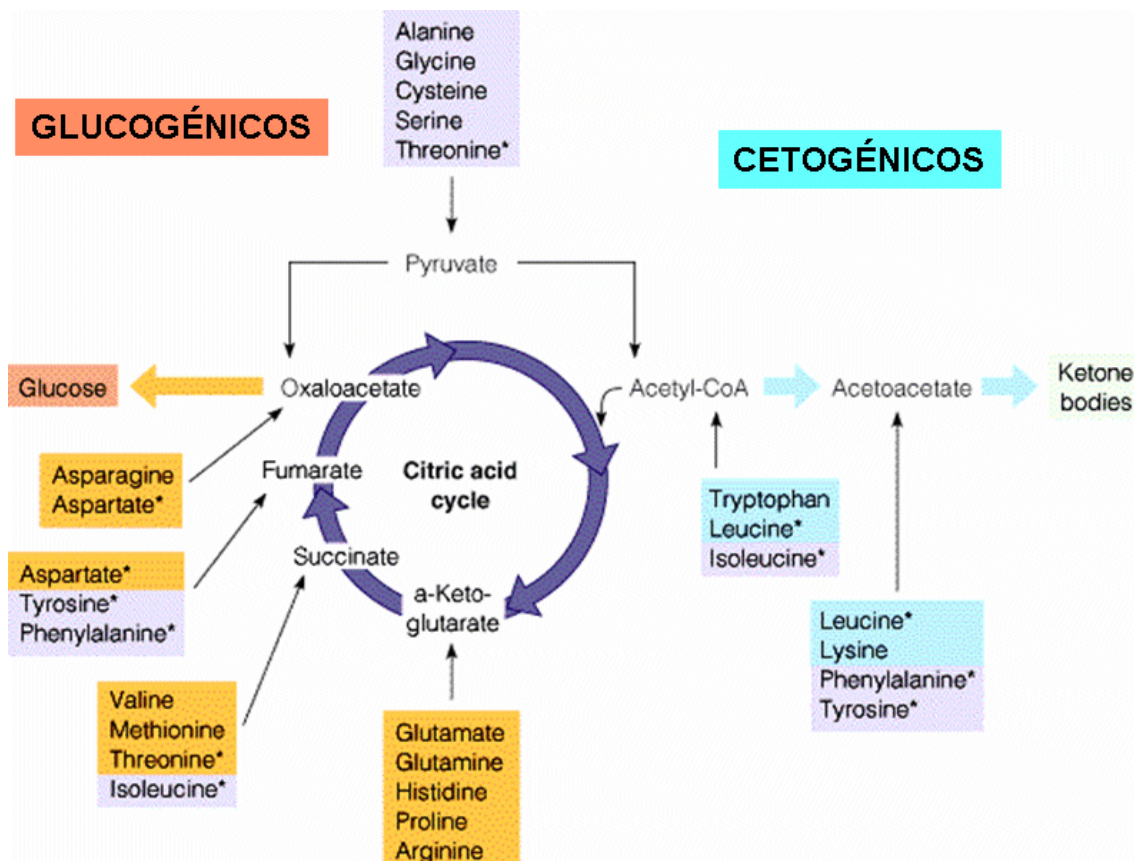 Alanine
Glycine
Cysteine
Serine
Threonine*
GLUCOGÉNICOS
CETOGÉNICOS
Pyruvate
Glucose
Oxaloacetate
Acetyl-CoA
Acetoacetate
Ketone
bodies
Asparagine
Aspartate*
Fumarate
Citric acid
cycle
Tryptophan
Leucine*
Isoleucine*
Succinate
Aspartate*
Tyrosine*
Phenylalanine*
a-Keto-
glutarate
Leucine*
Lysine
Phenylalanine*
Tyrosine*
Valine
Methionine
Threonine*
Isoleucine*
Glutamate
Glutamine
Histidine
Proline
Arginine